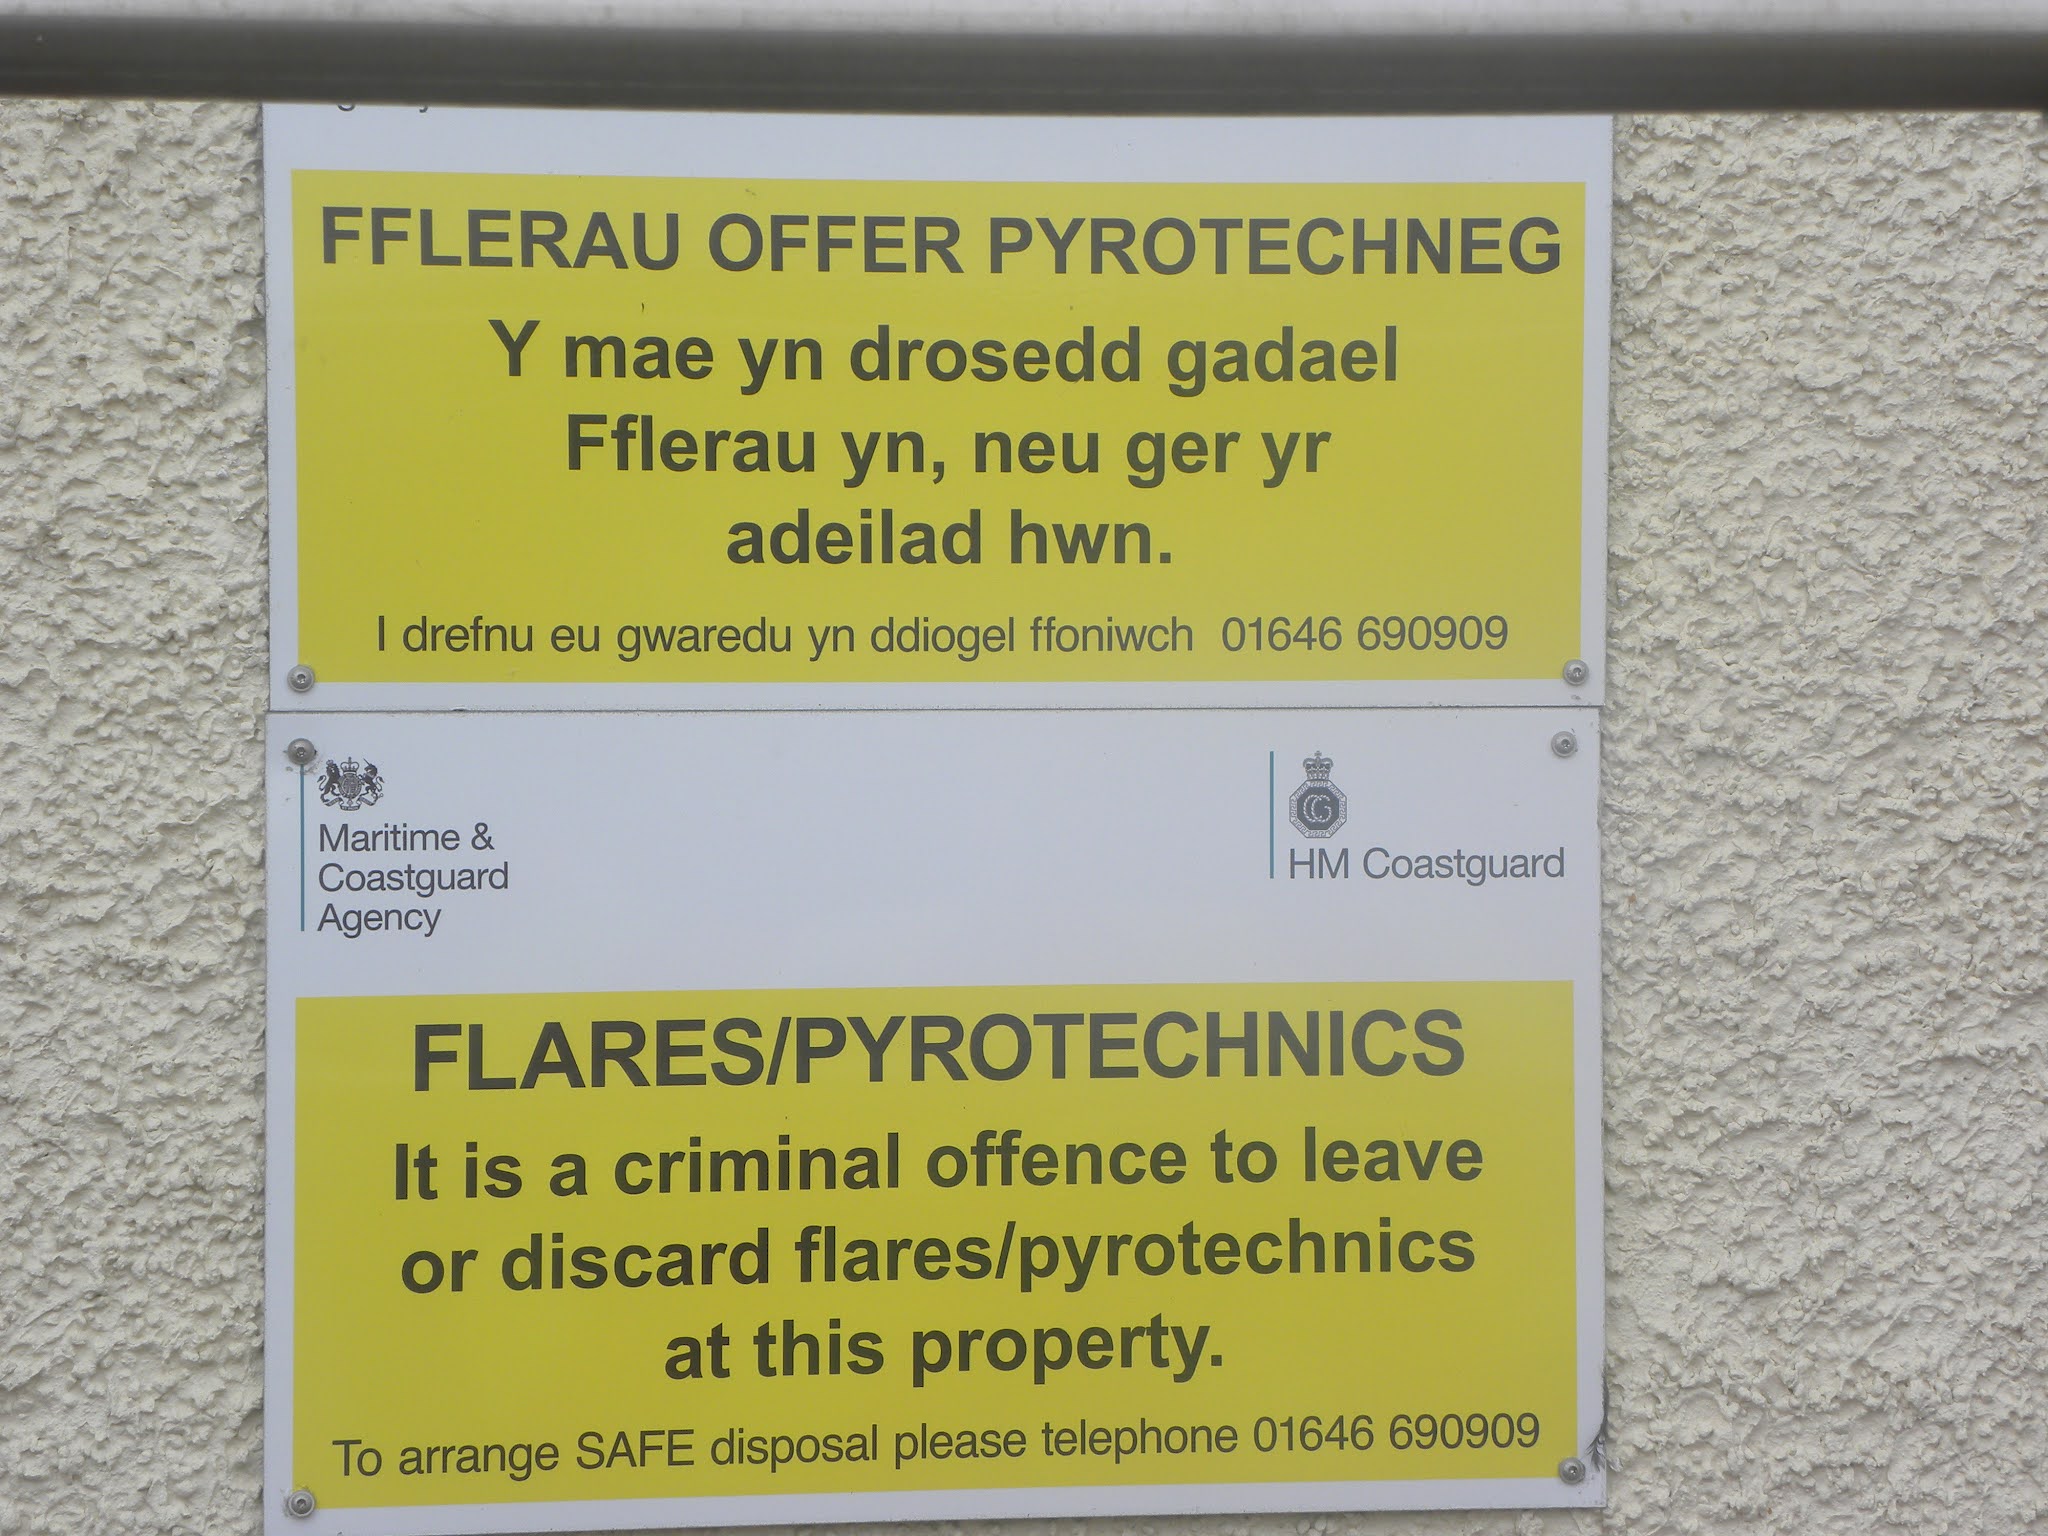 FFLERAU OFFER PYROTECHNEG
Y mae yn drosedd gadael
Fflerau yn, neu ger yr
adeilad hwn.
I drefnu eu gwaredu yn ddiogel ffoniwch 01646 690909
Maritime &
Coastguard
Agency
CG
HM Coastguard
FLARES/PYROTECHNICS
It is a criminal offence to leave
or discard flares/pyrotechnics
at this property.
To arrange SAFE disposal please telephone 01646 690909